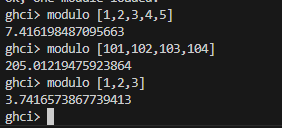 ghci> modulo [1,2,3,4,5]
7.416198487095663
ghci> modulo [101,102,103,104]
205.01219475923864
ghci> modulo [1,2,3]
3.7416573867739413
ghci>